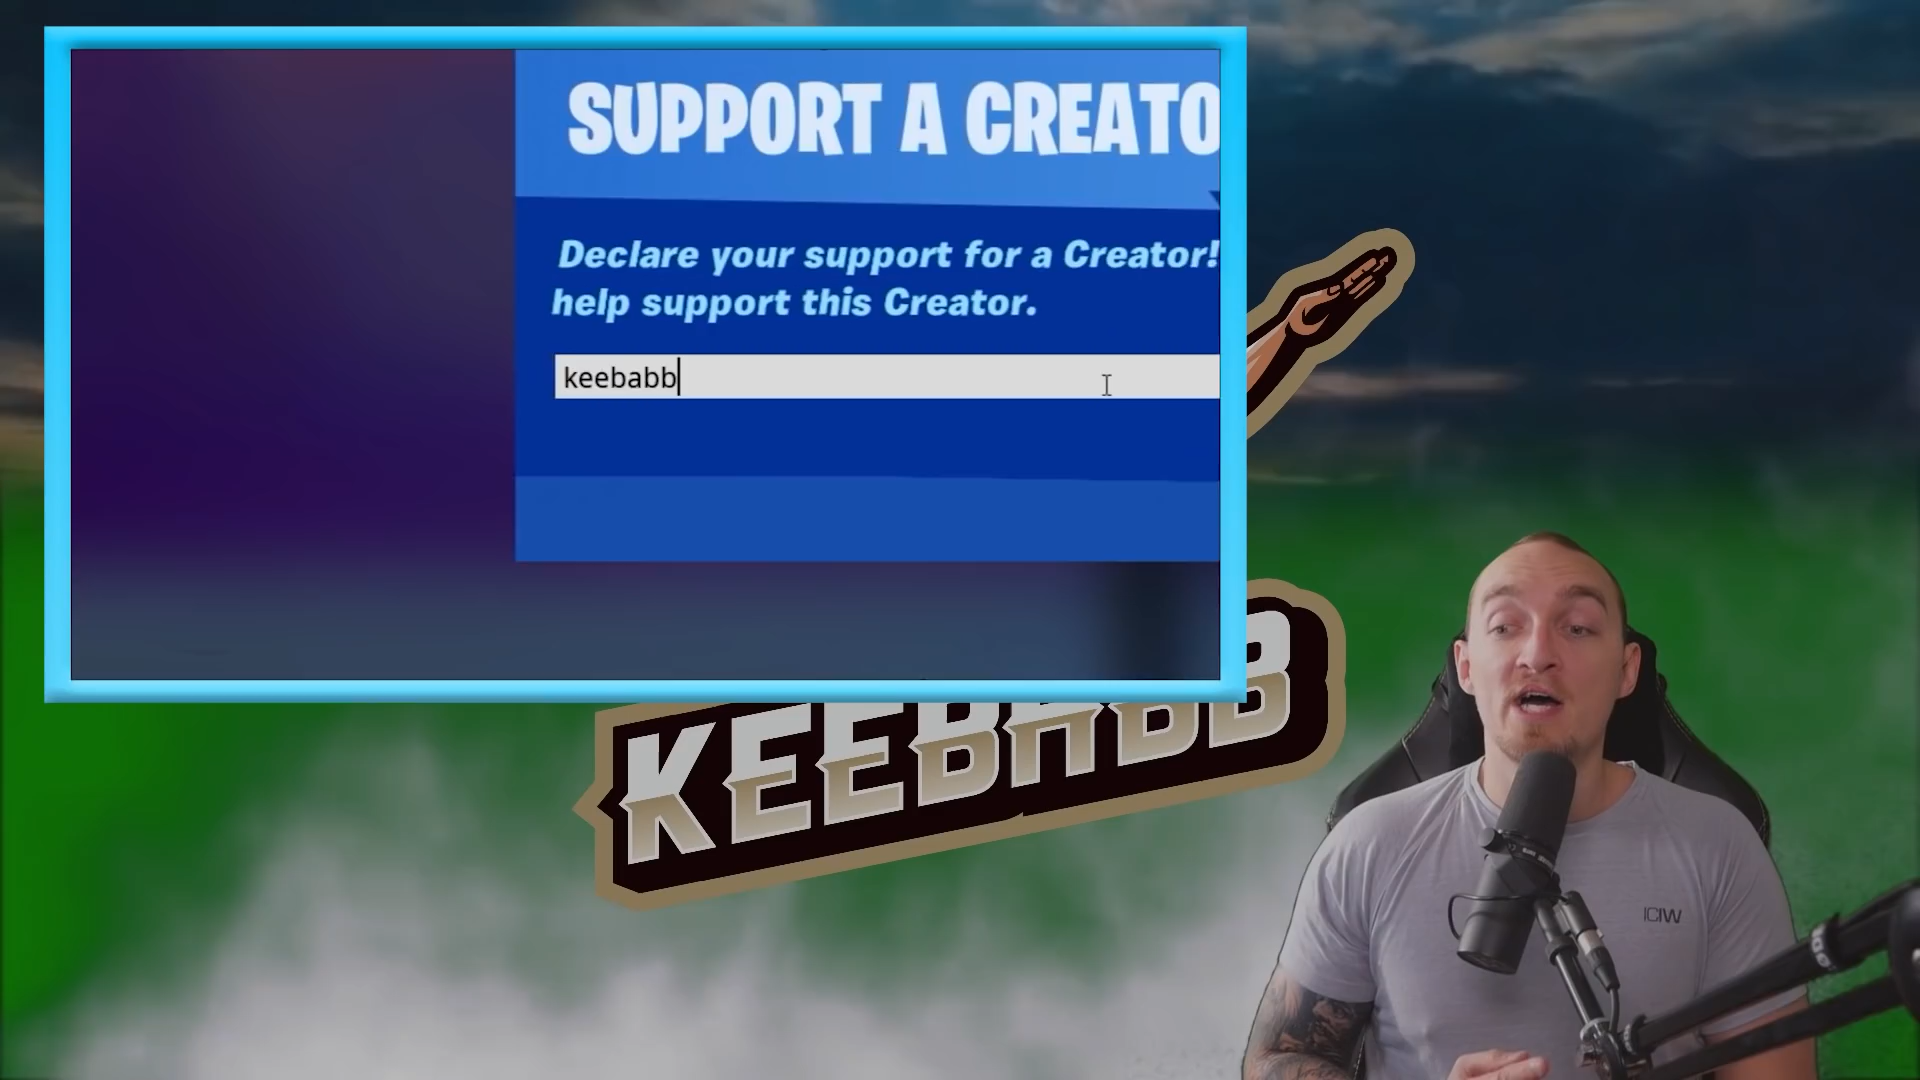 SUPPORT A CREATO
Declare your support for a Creator!
help support this Creator.
keebabb
KEEBABB
ICIW